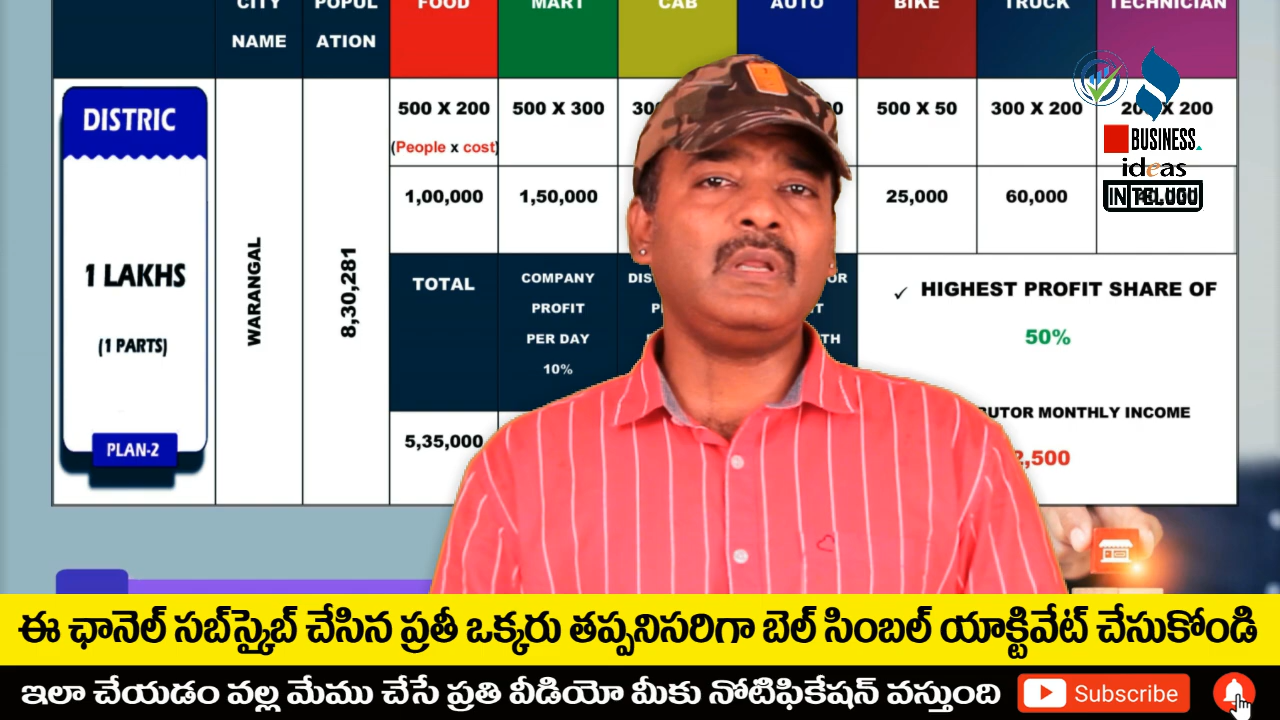 CITY POPUL FOOD MART CAB AUTO BIKE TRUCK TECHNICIAN
NAME ATION
DISTRIC
500 X 200 500 X 300 500 X 50 300 X 200 X 200
(People x cost)
1,00,000 1,50,000 25,000 60,000
BUSINESS
ideas
IN TELUGU
1 LAKHS
(1 PARTS)
PLAN-2
WARANGAL
8,30,281
TOTAL
COMPANY
PROFIT
PER DAY
10%
✓ HIGHEST PROFIT SHARE OF
50%
MONTHLY INCOME
5,35,000
ఈ ఛానెల్ సబ్‌స్క్రైబ్ చేసిన ప్రతీ ఒక్కరు తప్పనిసరిగా బెల్ సింబల్ యాక్టివేట్ చేసుకోండి
ఇలా చేయడం వల్ల మేము చేసే ప్రతి వీడియో మీకు నోటిఫికేషన్ వస్తుంది Subscribe